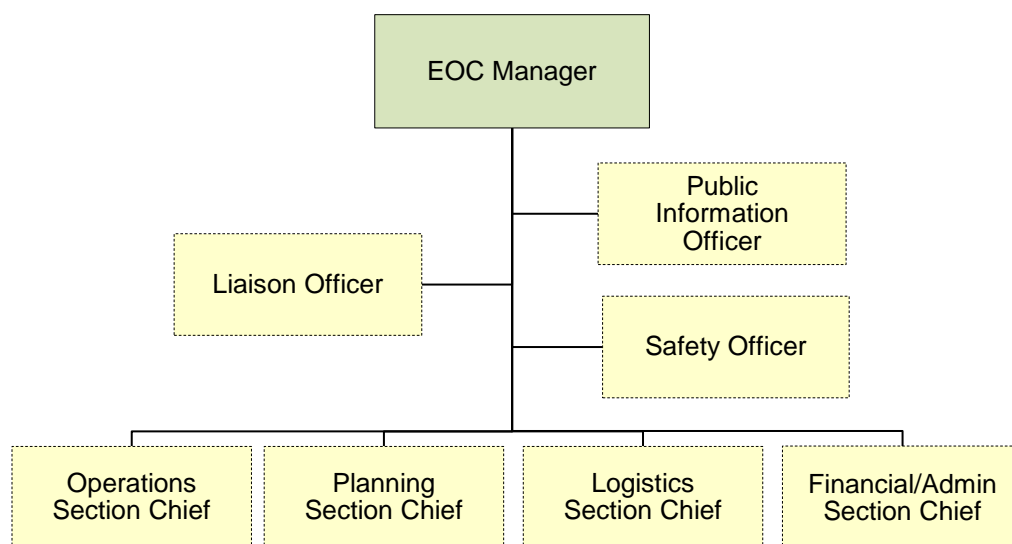 EOC Manager
Public
Information
Officer
Liaison Officer
Safety Officer
Operations
Section Chief
Planning
Section Chief
Logistics
Section Chief
Financial/Admin
Section Chief